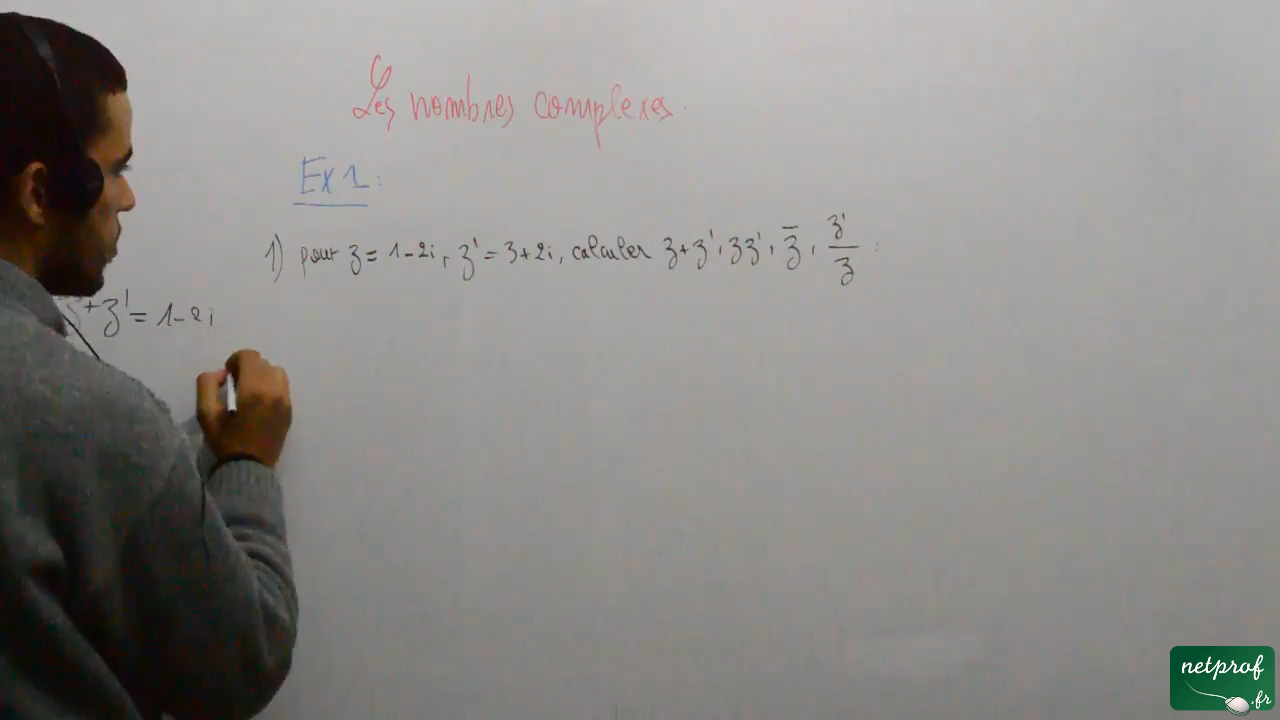 Les nombres complexes.
Ex 1:
1) pour z = 1-2i, z' = 3+2i, calculer z+z', zz', z̄, z'/z :
z+z' = 1-2i
netprof
.fr